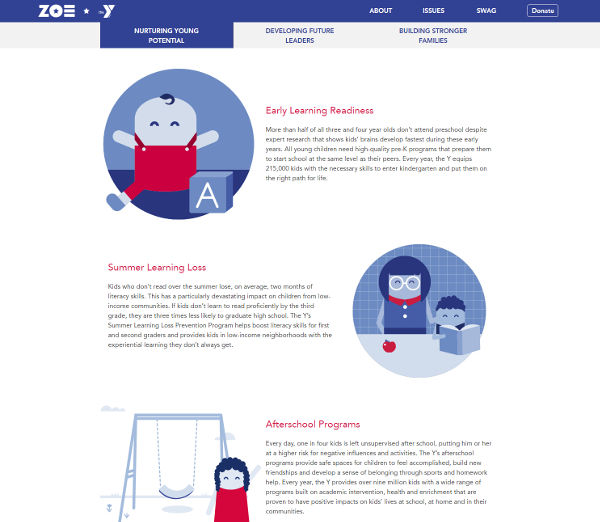 ZOE ★ the Y
ABOUT
ISSUES
SWAG
Donate
NURTURING YOUNG
POTENTIAL
DEVELOPING FUTURE
LEADERS
BUILDING STRONGER
FAMILIES
Early Learning Readiness
More than half of all three and four year olds don't attend preschool despite
expert research that shows kids' brains develop fastest during these early
years. All young children need high quality pre-K programs that prepare them
to start school at the same level as their peers. Every year, the Y equips
215,000 kids with the necessary skills to enter kindergarten and put them on
the right path for life.
A
Summer Learning Loss
Kids who don't read over the summer lose, on average, two months of
literacy skills. This has a particularly devastating impact on children from low-
income communities. If kids don't learn to read proficiently by the third
grade, they are three times less likely to graduate high school. The Y's
Summer Learning Loss Prevention Program helps boost literacy skills for first
and second graders and provides kids in low-income neighborhoods with the
experiential learning they don't always get.
Afterschool Programs
Every day, one in four kids is left unsupervised after school, putting him or her
at a higher risk for negative influences and activities. The Y's afterschool
programs provide safe spaces for children to feel accomplished, build new
friendships and develop a sense of belonging through sports and homework
help. Every year, the Y provides over nine million kids with a wide range of
programs built on academic intervention, health and enrichment that are
proven to have positive impacts on kids' lives at school, at home and in their
communities.